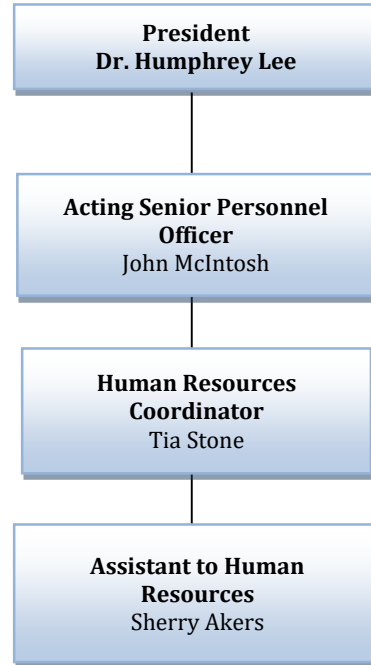 President
Dr. Humphrey Lee
Acting Senior Personnel
Officer
John McIntosh
Human Resources
Coordinator
Tia Stone
Assistant to Human
Resources
Sherry Akers